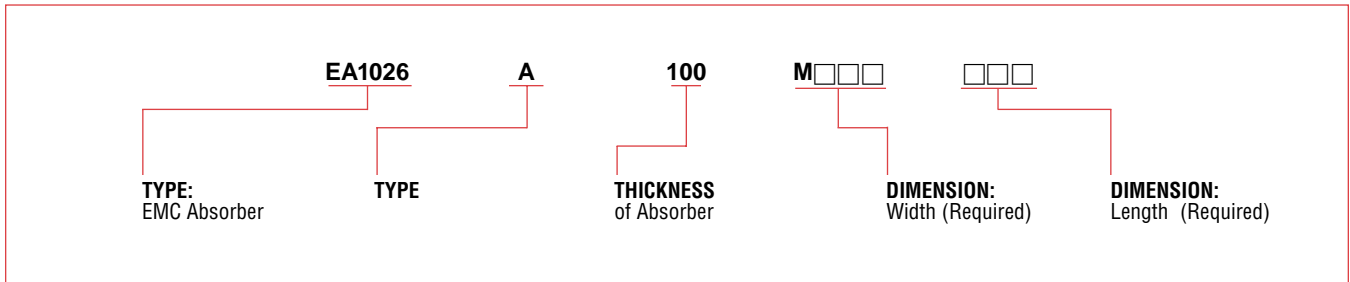 EA1026 A 100 M□□□ □□□
TYPE: TYPE THICKNESS DIMENSION: DIMENSION:
EMC Absorber of Absorber Width (Required) Length (Required)